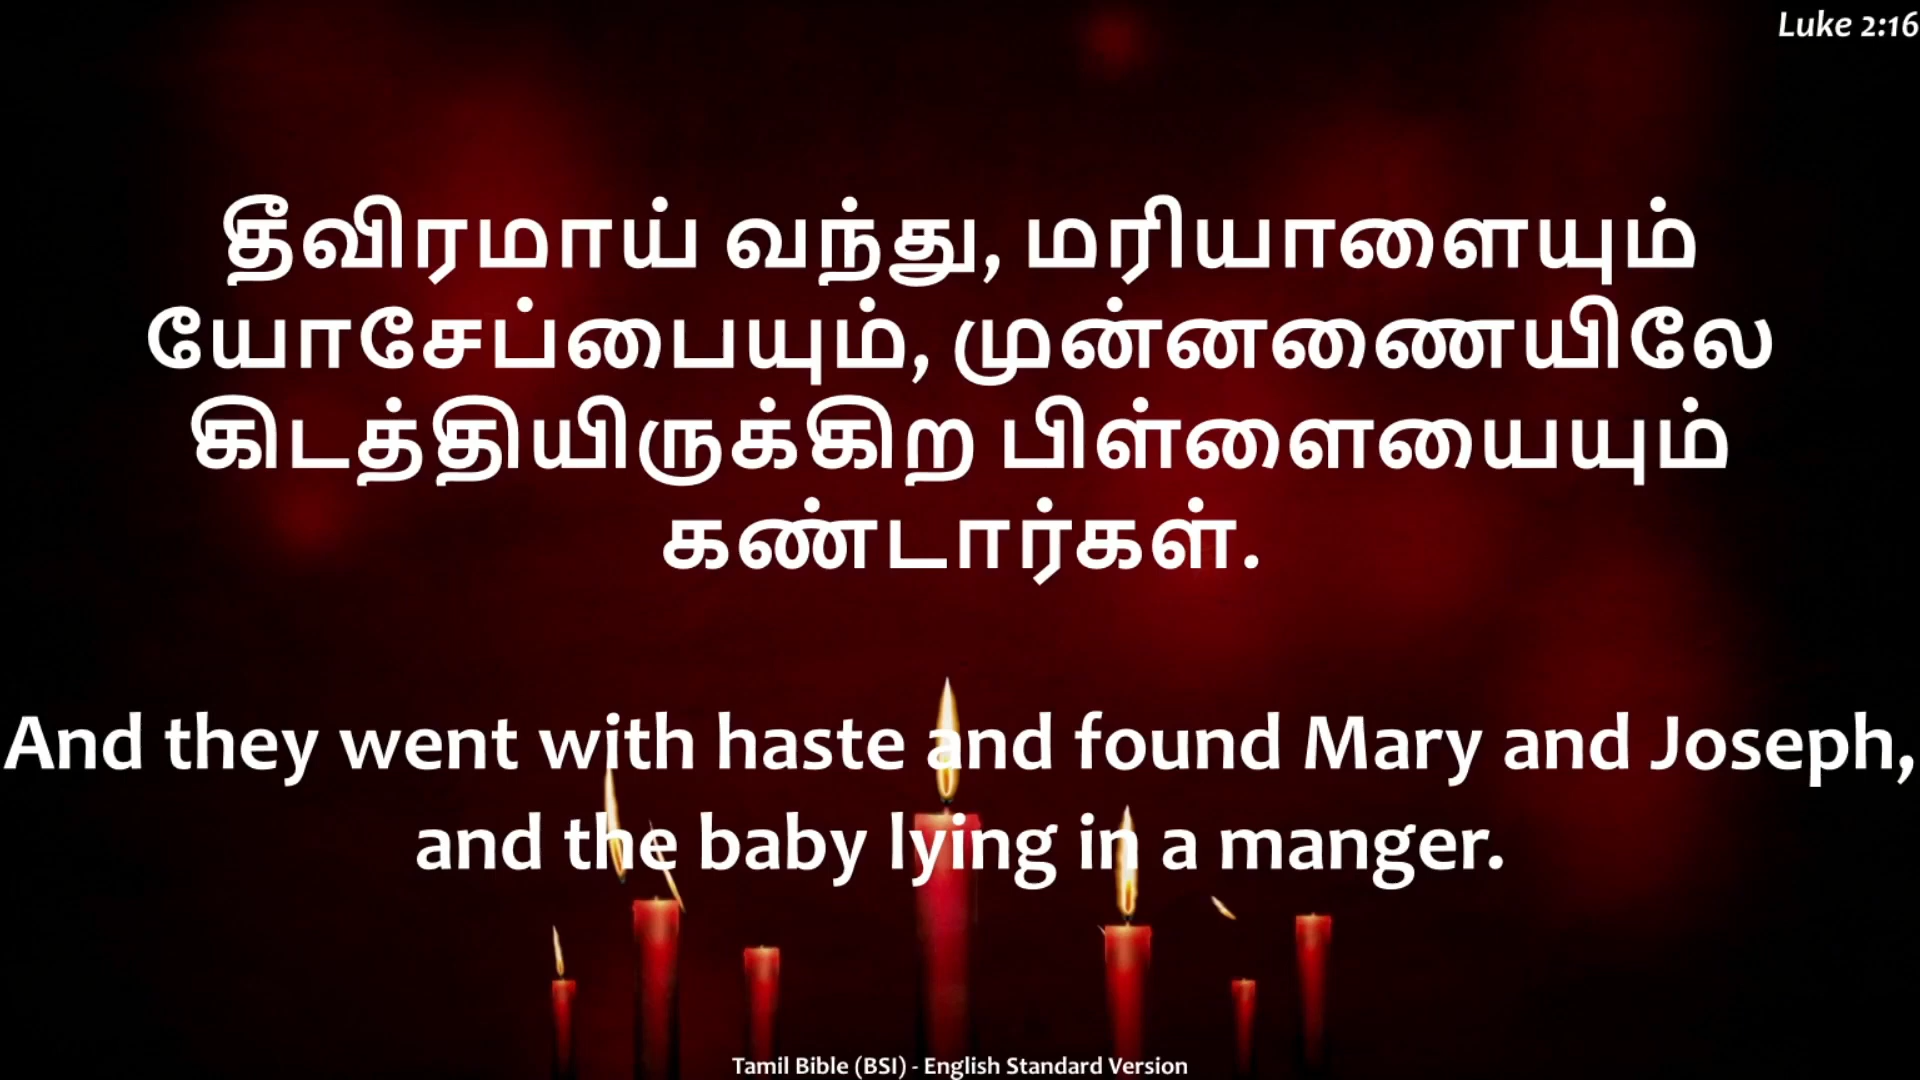 Luke 2:16
தீவிரமாய் வந்து, மரியாளையும்
யோசேப்பையும், முன்னணையிலே
கிடத்தியிருக்கிற பிள்ளையையும்
கண்டார்கள்.
And they went with haste and found Mary and Joseph,
and the baby lying in a manger.
Tamil Bible (BSI) - English Standard Version